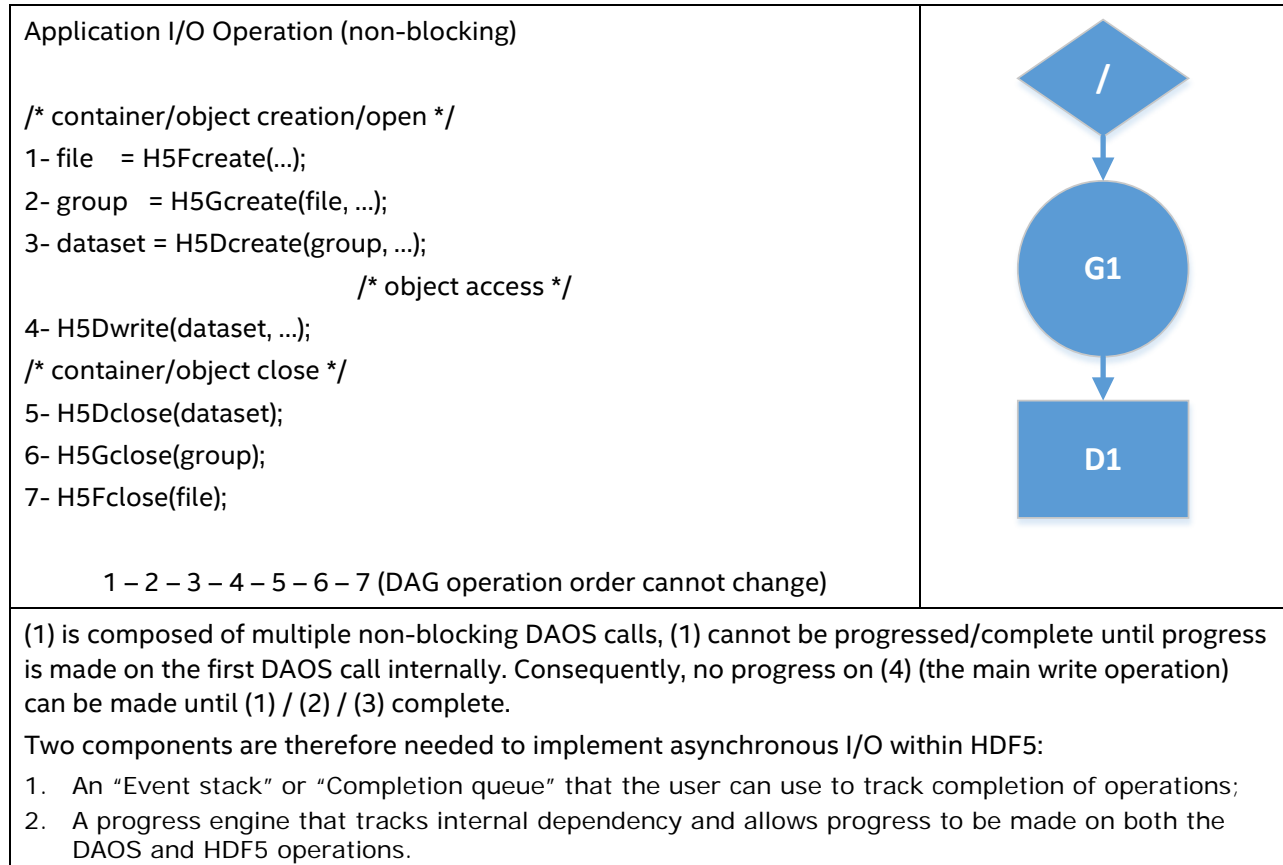 Application I/O Operation (non-blocking)
/* container/object creation/open */
1- file = H5Fcreate(...);
2- group = H5Gcreate(file, ...);
3- dataset = H5Dcreate(group, ...);
/* object access */
4- H5Dwrite(dataset, ...);
/* container/object close */
5- H5Dclose(dataset);
6- H5Gclose(group);
7- H5Fclose(file);
1 – 2 – 3 – 4 – 5 – 6 – 7 (DAG operation order cannot change)
/
G1
D1
(1) is composed of multiple non-blocking DAOS calls, (1) cannot be progressed/complete until progress
is made on the first DAOS call internally. Consequently, no progress on (4) (the main write operation)
can be made until (1) / (2) / (3) complete.
Two components are therefore needed to implement asynchronous I/O within HDF5:
1. An “Event stack” or “Completion queue” that the user can use to track completion of operations;
2. A progress engine that tracks internal dependency and allows progress to be made on both the
DAOS and HDF5 operations.